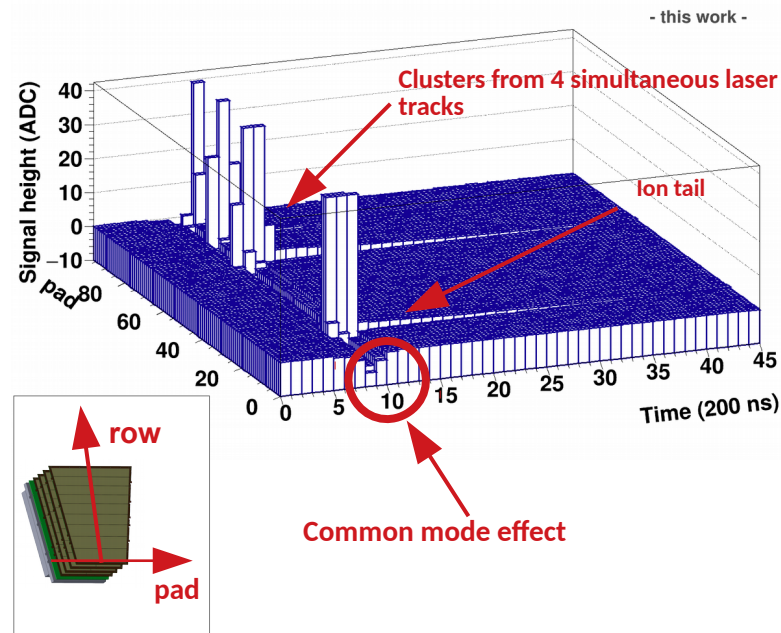 - this work -
Clusters from 4 simultaneous laser
tracks
Ion tail
Signal height (ADC)
40
30
20
10
0
−10
pad
80
60
40
20
0
0
5
10
15
20
25
30
35
40
45
Time (200 ns)
Common mode effect
row
pad